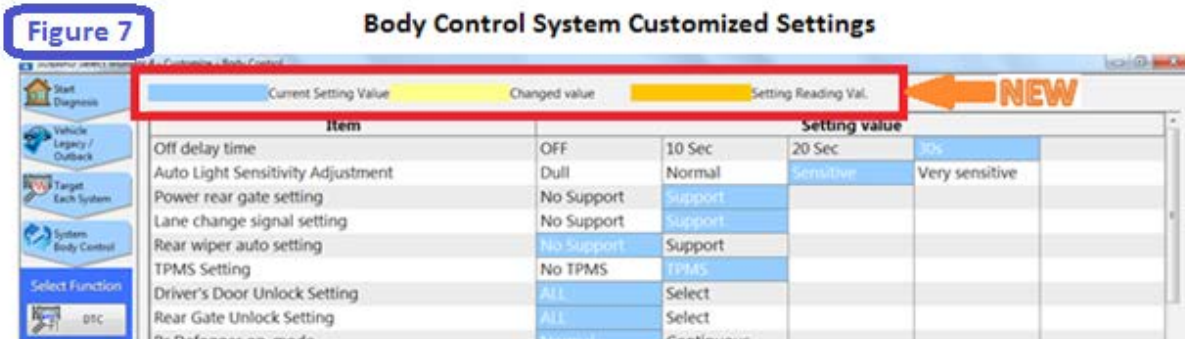 Figure 7
Body Control System Customized Settings
Customize - Body Control
Start Diagnosis
Current Setting Value Changed value Setting Reading Val.
NEW
Vehicle
Legacy /
Outback
Target
Each System
System
Body Control
Select Function
DTC
Item Setting value
Off delay time OFF 10 Sec 20 Sec 30s
Auto Light Sensitivity Adjustment Dull Normal Sensitive Very sensitive
Power rear gate setting No Support Support
Lane change signal setting No Support Support
Rear wiper auto setting No Support Support
TPMS Setting No TPMS TPMS
Driver's Door Unlock Setting ALL Select
Rear Gate Unlock Setting ALL Select